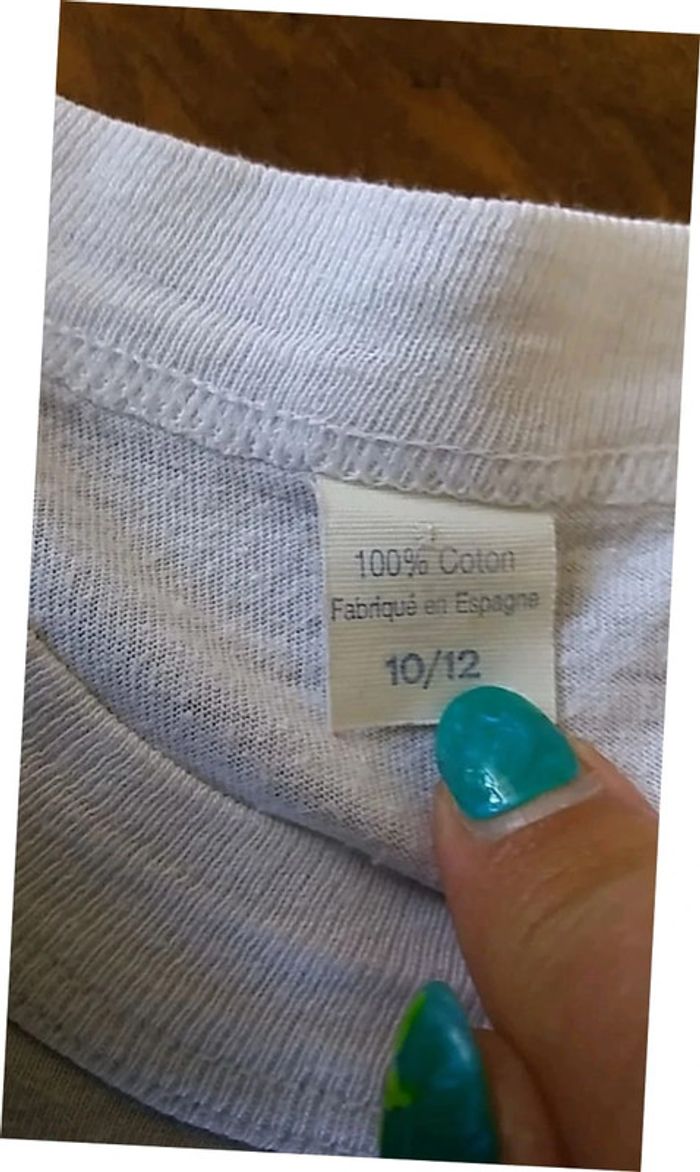 100% Coton
Fabriqué en Espagne
10/12